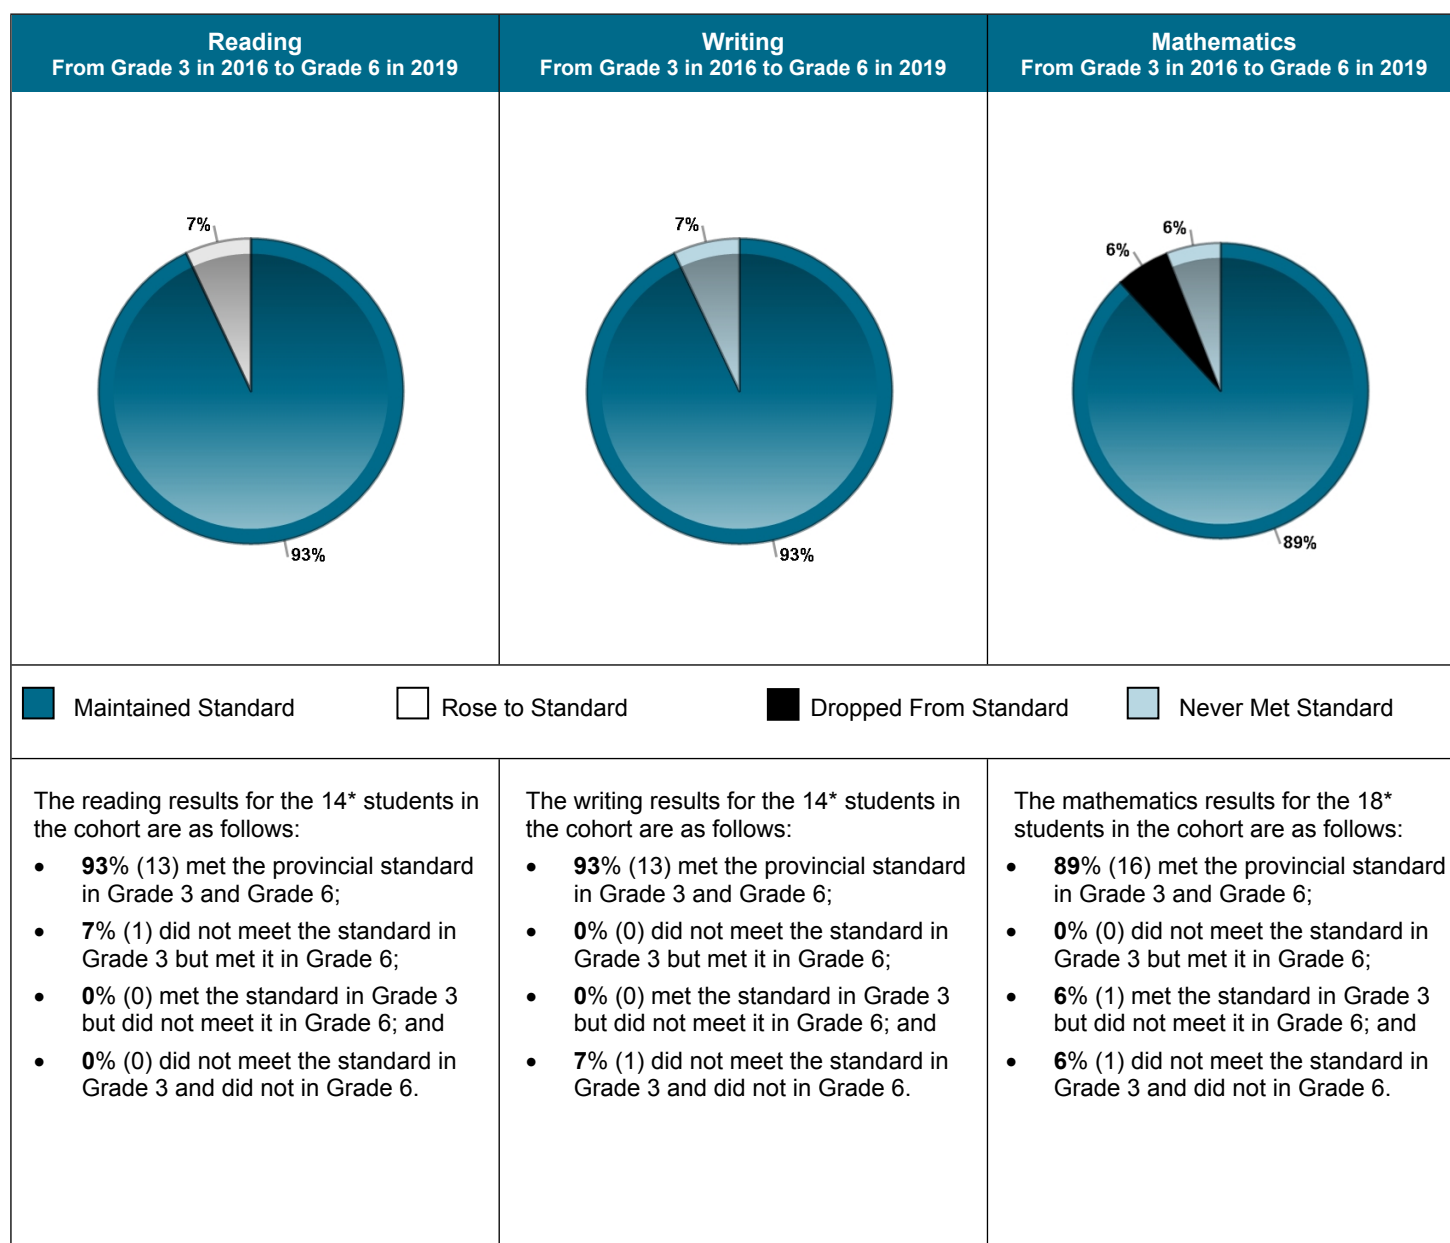 Reading
From Grade 3 in 2016 to Grade 6 in 2019
Writing
From Grade 3 in 2016 to Grade 6 in 2019
Mathematics
From Grade 3 in 2016 to Grade 6 in 2019
7%
93%
7%
93%
6%
6%
89%
Maintained Standard
Rose to Standard
Dropped From Standard
Never Met Standard
The reading results for the 14* students in
the cohort are as follows:
• 93% (13) met the provincial standard
in Grade 3 and Grade 6;
• 7% (1) did not meet the standard in
Grade 3 but met it in Grade 6;
• 0% (0) met the standard in Grade 3
but did not meet it in Grade 6; and
• 0% (0) did not meet the standard in
Grade 3 and did not in Grade 6.
The writing results for the 14* students in
the cohort are as follows:
• 93% (13) met the provincial standard
in Grade 3 and Grade 6;
• 0% (0) did not meet the standard in
Grade 3 but met it in Grade 6;
• 0% (0) met the standard in Grade 3
but did not meet it in Grade 6; and
• 7% (1) did not meet the standard in
Grade 3 and did not in Grade 6.
The mathematics results for the 18*
students in the cohort are as follows:
• 89% (16) met the provincial standard
in Grade 3 and Grade 6;
• 0% (0) did not meet the standard in
Grade 3 but met it in Grade 6;
• 6% (1) met the standard in Grade 3
but did not meet it in Grade 6; and
• 6% (1) did not meet the standard in
Grade 3 and did not in Grade 6.